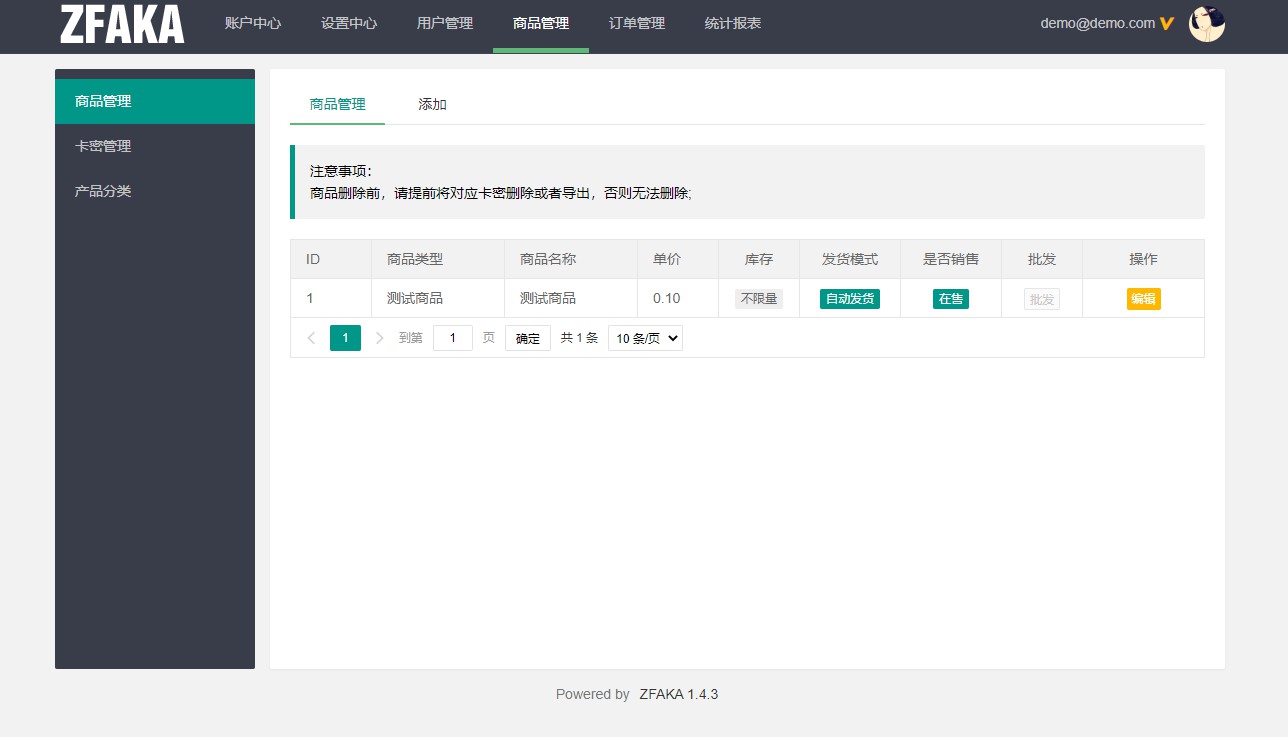 ZFAKA 账户中心 设置中心 用户管理 商品管理 订单管理 统计报表 demo@demo.com
商品管理
卡密管理
产品分类
商品管理 添加
注意事项：
商品删除前，请提前将对应卡密删除或者导出，否则无法删除;
ID 商品类型 商品名称 单价 库存 发货模式 是否销售 批发 操作
1 测试商品 测试商品 0.10 不限量 自动发货 在售 批发 编辑
1 到第 1 页 确定 共 1 条 10 条/页
Powered by ZFAKA 1.4.3